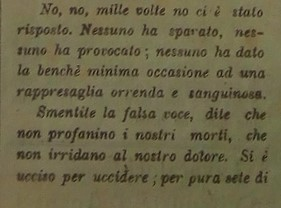 No, no, mille volte no ci è stato
risposto. Nessuno ha sparato, nes-
suno ha provocato; nessuno ha dato
la benchè minima occasione ad una
rappresaglia orrenda e sanguinosa.
Smentite la falsa voce, dite che
non profanino i nostri morti, che
non irridano al nostro dolore. Si è
ucciso per uccidere; per pura sete di